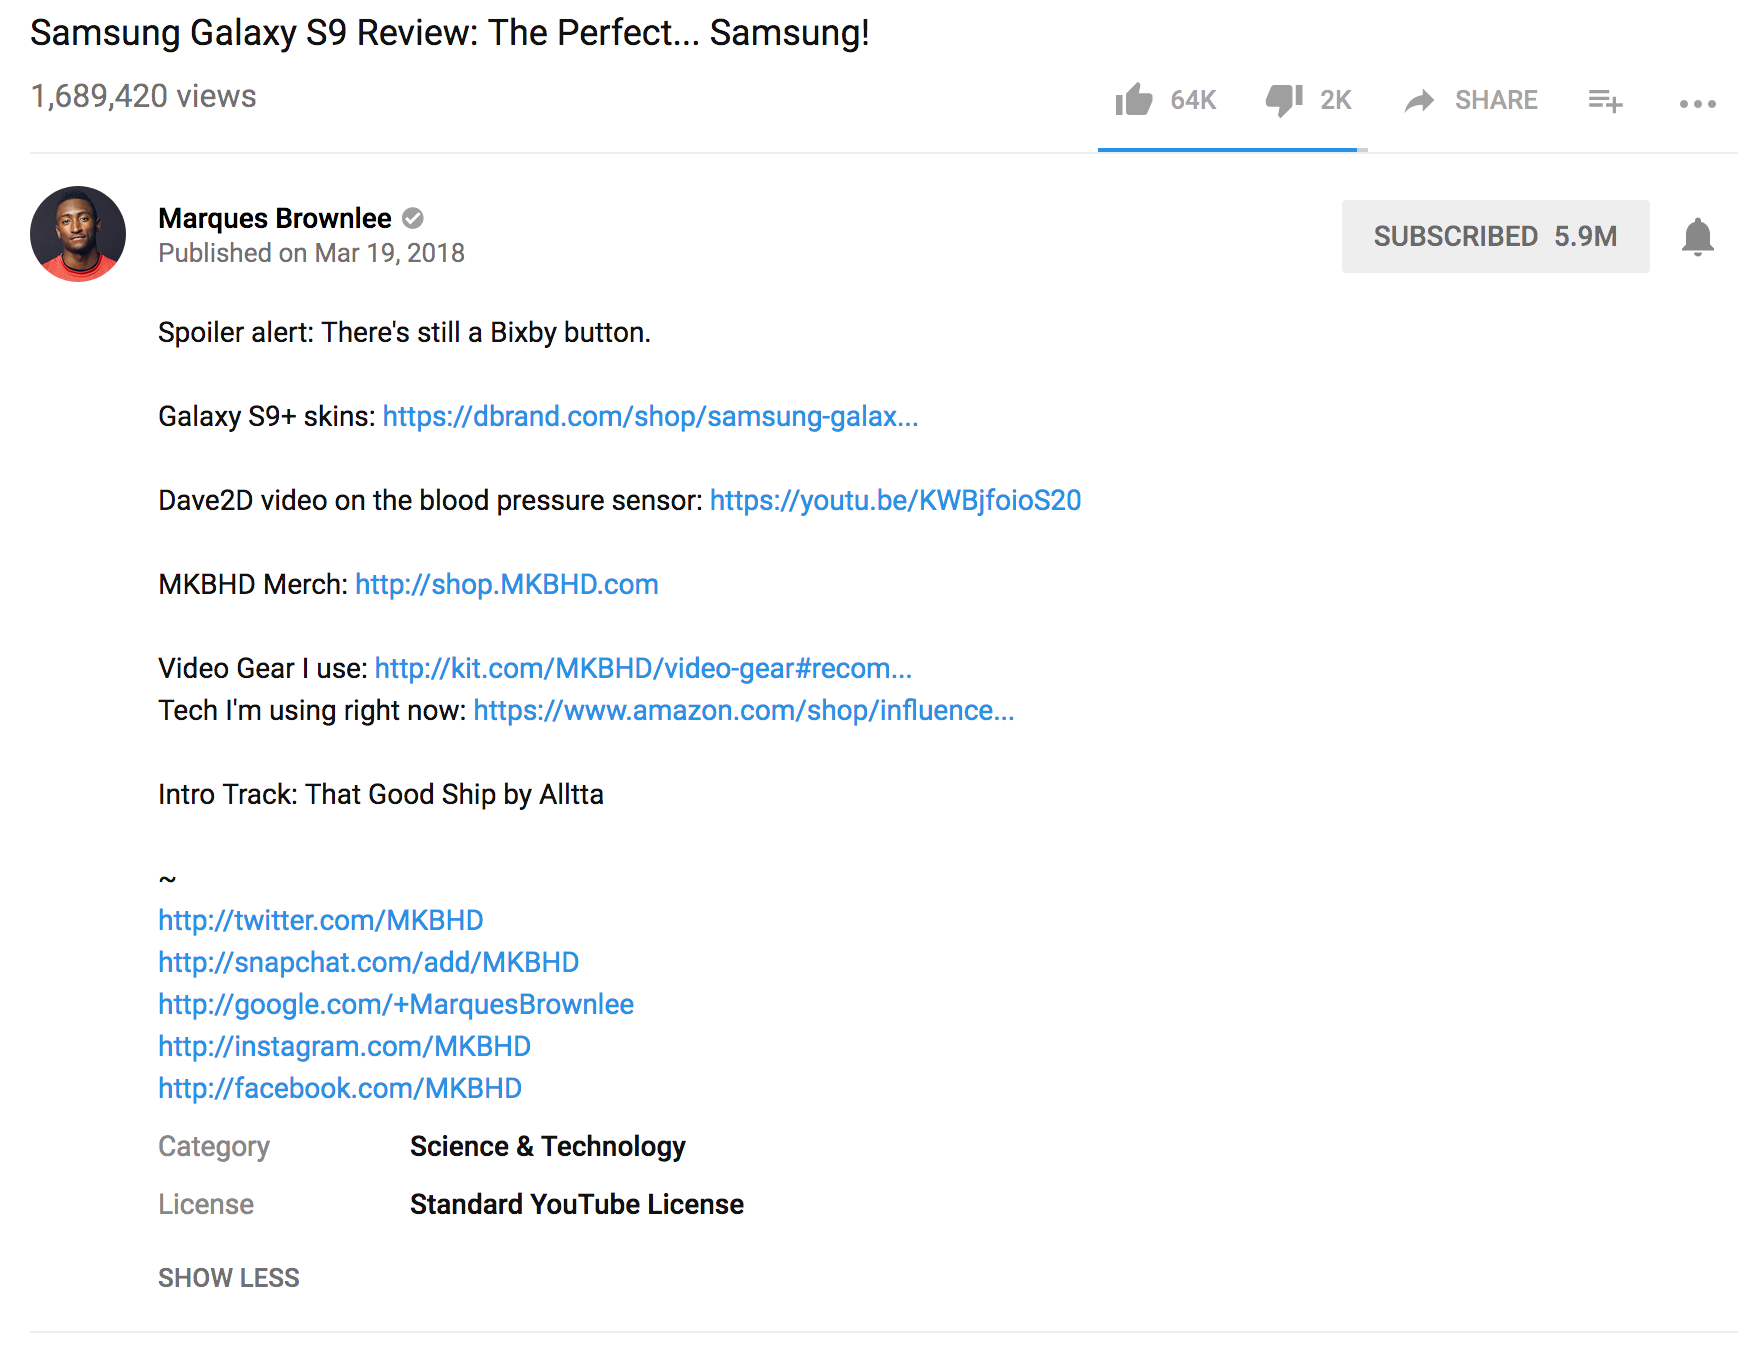 Samsung Galaxy S9 Review: The Perfect... Samsung!
1,689,420 views
64K 2K SHARE
Marques Brownlee
Published on Mar 19, 2018
SUBSCRIBED 5.9M
Spoiler alert: There's still a Bixby button.
Galaxy S9+ skins: https://dbrand.com/shop/samsung-galax...
Dave2D video on the blood pressure sensor: https://youtu.be/KWBjfoioS20
MKBHD Merch: http://shop.MKBHD.com
Video Gear I use: http://kit.com/MKBHD/video-gear#recom...
Tech I'm using right now: https://www.amazon.com/shop/influence...
Intro Track: That Good Ship by Alltta
~
http://twitter.com/MKBHD
http://snapchat.com/add/MKBHD
http://google.com/+MarquesBrownlee
http://instagram.com/MKBHD
http://facebook.com/MKBHD
Category Science & Technology
License Standard YouTube License
SHOW LESS